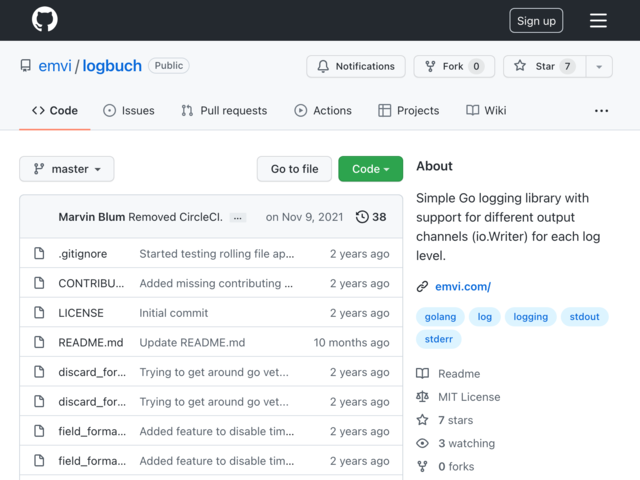 Sign up
emvi / logbuch Public
Notifications
Fork 0
Star 7
Code
Issues
Pull requests
Actions
Projects
Wiki
...
master
Go to file
Code
Marvin Blum Removed CircleCI. ... on Nov 9, 2021 38
.gitignore Started testing rolling file ap... 2 years ago
CONTRIBU... Added missing contributing ... 2 years ago
LICENSE Initial commit 2 years ago
README.md Update README.md 10 months ago
discard_for... Trying to get around go vet... 2 years ago
discard_for... Trying to get around go vet... 2 years ago
field_forma... Added feature to disable tim... 2 years ago
field_forma... Added feature to disable tim... 2 years ago
About
Simple Go logging library with
support for different output
channels (io.Writer) for each log
level.
emvi.com/
golang log logging stdout
stderr
Readme
MIT License
7 stars
3 watching
0 forks